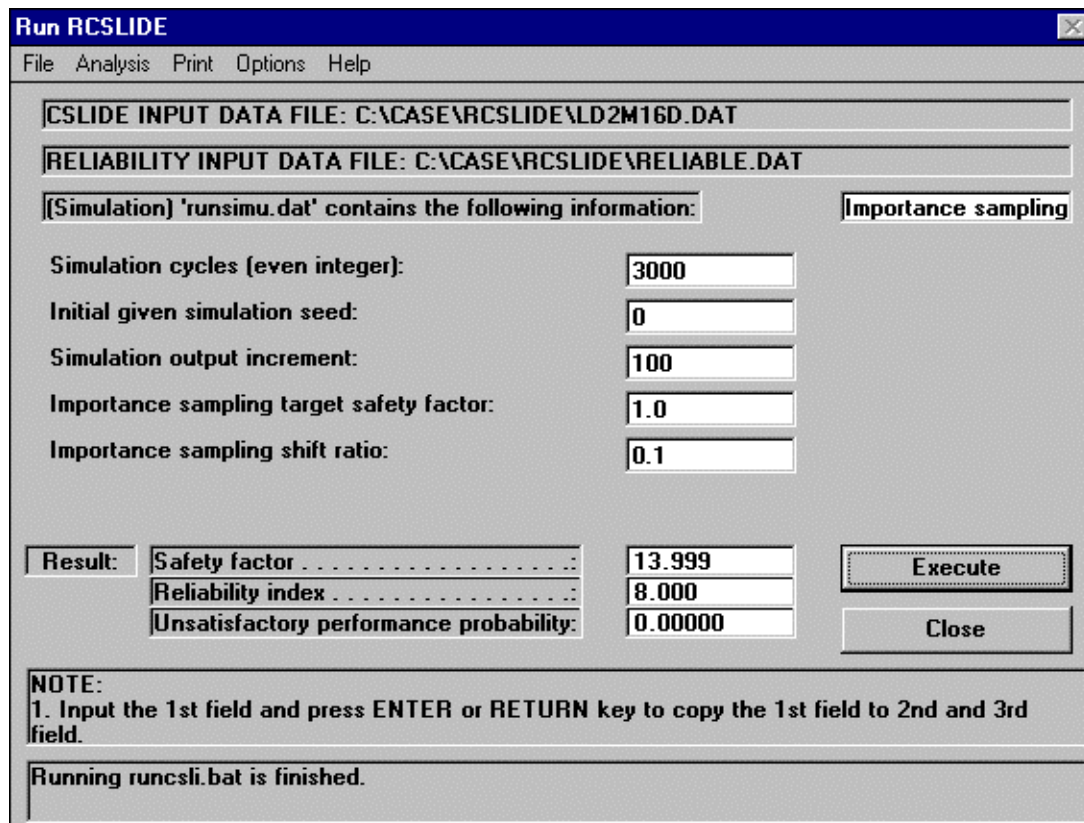 Run RCSLIDE
File Analysis Print Options Help
CSLIDE INPUT DATA FILE: C:\CASE\RCSLIDE\LD2M16D.DAT
RELIABILITY INPUT DATA FILE: C:\CASE\RCSLIDE\RELIABLE.DAT
(Simulation) 'runsimu.dat' contains the following information: Importance sampling
Simulation cycles (even integer): 3000
Initial given simulation seed: 0
Simulation output increment: 100
Importance sampling target safety factor: 1.0
Importance sampling shift ratio: 0.1
Result: Safety factor . . . . . . . . . . . . . . . . . . .: 13.999 Execute
Reliability index . . . . . . . . . . . . . . . .: 8.000
Unsatisfactory performance probability: 0.00000 Close
NOTE:
1. Input the 1st field and press ENTER or RETURN key to copy the 1st field to 2nd and 3rd
field.
Running runcsli.bat is finished.